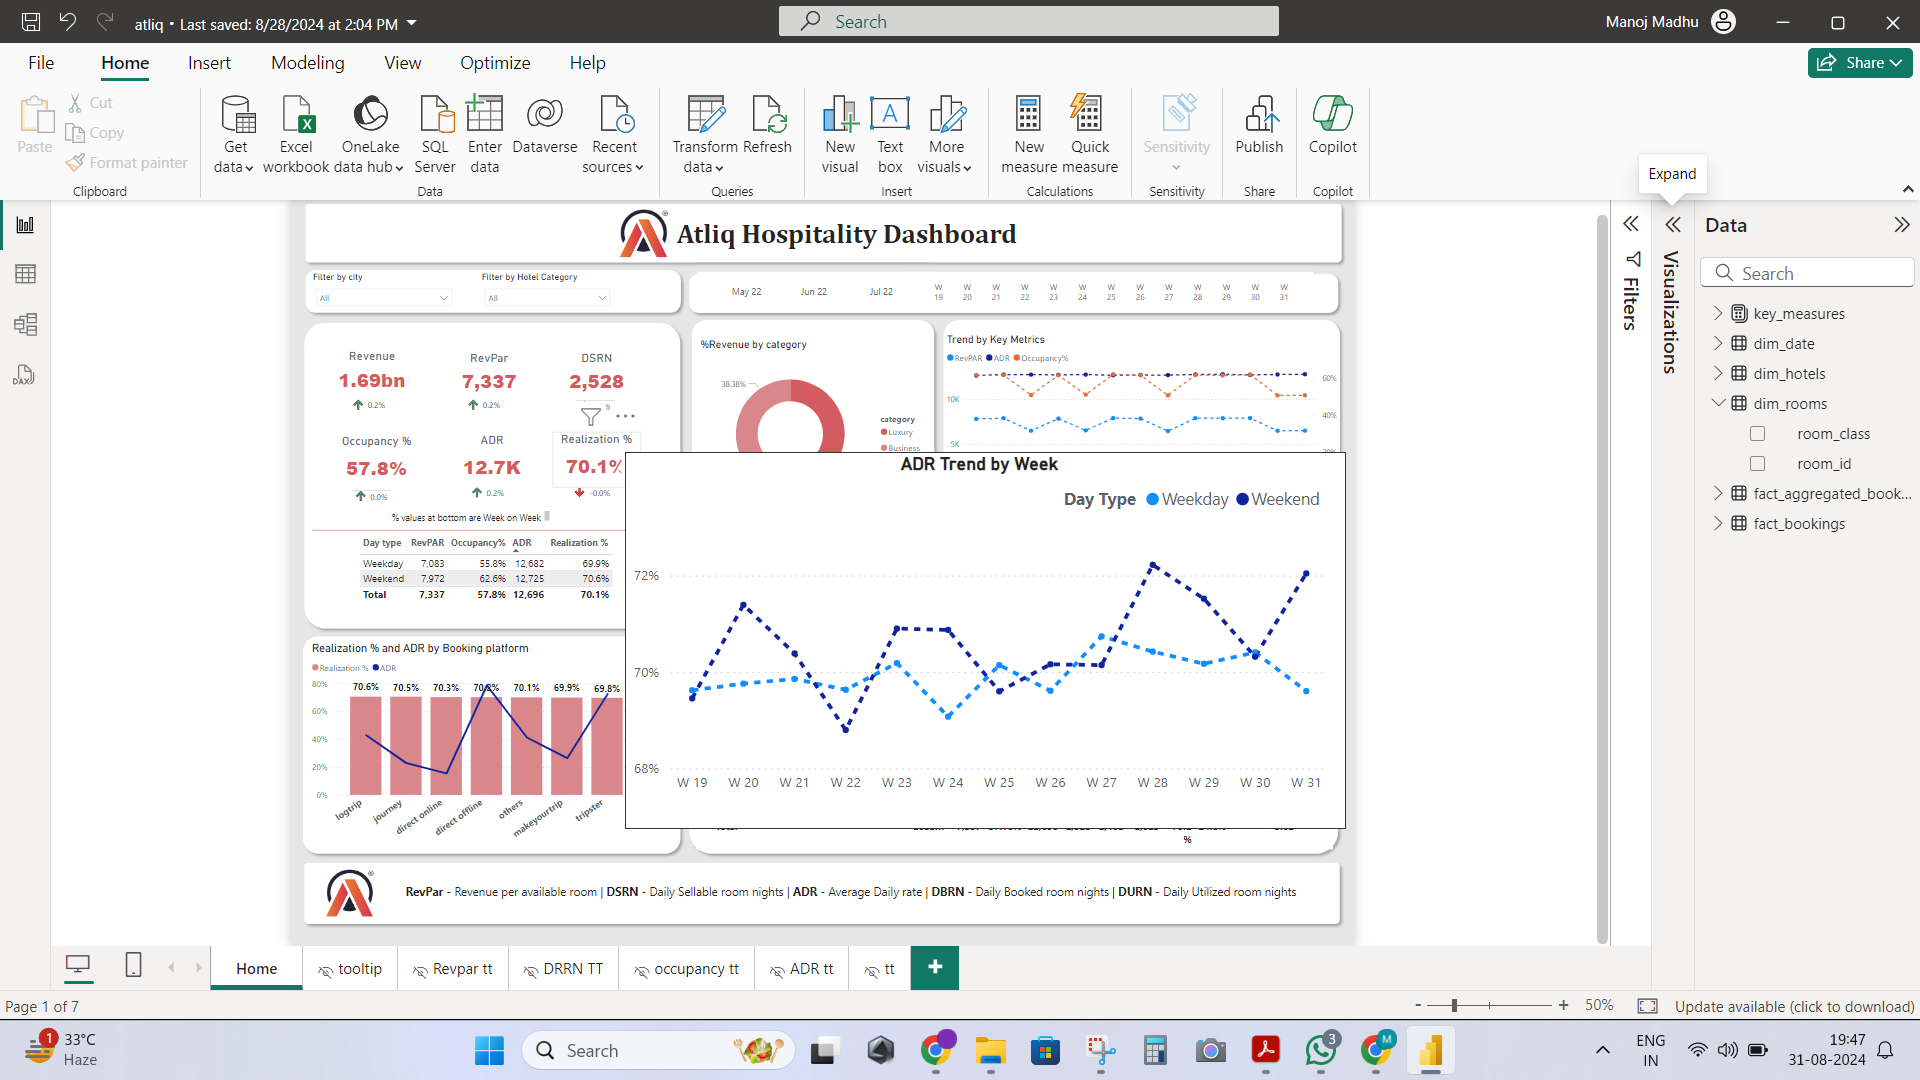 atliq • Last saved: 8/28/2024 at 2:04 PM
Search
Manoj Madhu
File
Home
Insert
Modeling
View
Optimize
Help
Share
Paste
Cut
Copy
Format painter
Clipboard
Get data
Excel workbook
OneLake data hub
SQL Server
Enter data
Dataverse
Recent sources
Data
Transform data
Refresh
Queries
New visual
Text box
More visuals
Insert
New measure
Quick measure
Calculations
Sensitivity
Sensitivity
Publish
Share
Copilot
Copilot
Expand
Atliq Hospitality Dashboard
Filter by city
All
Filter by Hotel Category
All
May 22
Jun 22
Jul 22
W 19
W 20
W 21
W 22
W 23
W 24
W 25
W 26
W 27
W 28
W 29
W 30
W 31
Revenue
1.69bn
0.2%
RevPar
7,337
0.2%
DSRN
2,528
%
Occupancy %
57.8%
0.0%
ADR
12.7K
0.2%
Realization %
70.1%
-0.0%
% values at bottom are Week on Week
Day type RevPAR Occupancy% ADR Realization %
Weekday 7,083 55.8% 12,682 69.9%
Weekend 7,972 62.6% 12,725 70.6%
Total 7,337 57.8% 12,696 70.1%
%Revenue by category
38.38%
category
Luxury
Business
Trend by Key Metrics
RevPAR ADR Occupancy%
10K
5K
60%
40%
ADR Trend by Week
Day Type Weekday Weekend
72%
70%
68%
W 19 W 20 W 21 W 22 W 23 W 24 W 25 W 26 W 27 W 28 W 29 W 30 W 31
%
Realization % and ADR by Booking platform
Realization % ADR
80%
60%
40%
20%
0%
70.6% 70.5% 70.3% 70.2% 70.1% 69.9% 69.8%
logtrip
journey
direct online
direct offline
others
makeyourtrip
tripster
RevPar - Revenue per available room | DSRN - Daily Sellable room nights | ADR - Average Daily rate | DBRN - Daily Booked room nights | DURN - Daily Utilized room nights
Filters
Visualizations
Data
Search
key_measures
dim_date
dim_hotels
dim_rooms
room_class
room_id
fact_aggregated_book...
fact_bookings
Home
tooltip
Revpar tt
DRRN TT
occupancy tt
ADR tt
tt
+
Page 1 of 7
- + 50%
Update available (click to download)
1
33°C
Haze
Search
3
M
ENG
IN
19:47
31-08-2024